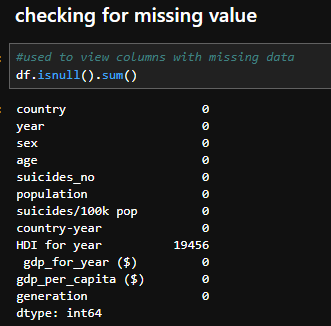 checking for missing value
#used to view columns with missing data
df.isnull().sum()
country 0
year 0
sex 0
age 0
suicides_no 0
population 0
suicides/100k pop 0
country-year 0
HDI for year 19456
gdp_for_year ($) 0
gdp_per_capita ($) 0
generation 0
dtype: int64